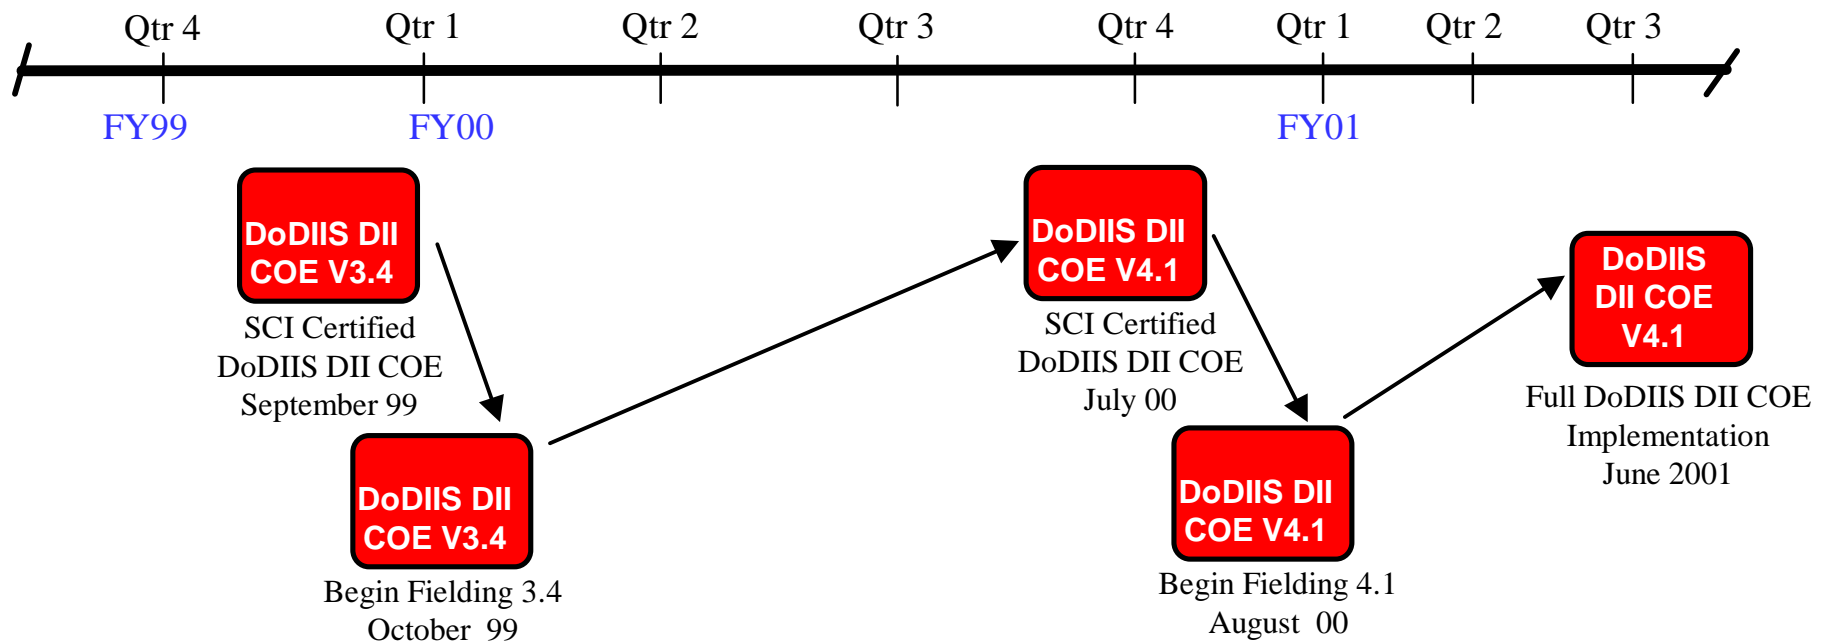 Qtr 4 Qtr 1 Qtr 2 Qtr 3 Qtr 4 Qtr 1 Qtr 2 Qtr 3
FY99 FY00 FY01
DoDIIS DII
COE V3.4
SCI Certified
DoDIIS DII COE
September 99
DoDIIS DII
COE V3.4
Begin Fielding 3.4
October 99
DoDIIS DII
COE V4.1
SCI Certified
DoDIIS DII COE
July 00
DoDIIS DII
COE V4.1
Begin Fielding 4.1
August 00
DoDIIS
DII COE
V4.1
Full DoDIIS DII COE
Implementation
June 2001